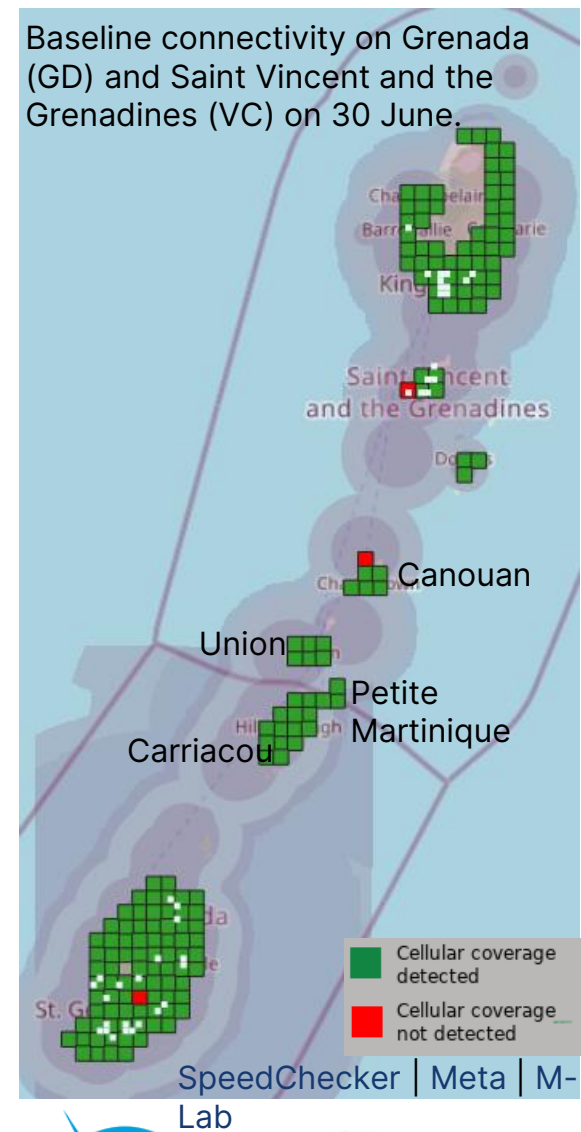 Baseline connectivity on Grenada
(GD) and Saint Vincent and the
Grenadines (VC) on 30 June.
Saint Vincent
and the Grenadines
Canouan
Union
Petite
Martinique
Carriacou
Cellular coverage
detected
Cellular coverage
not detected
SpeedChecker | Meta | M-
Lab